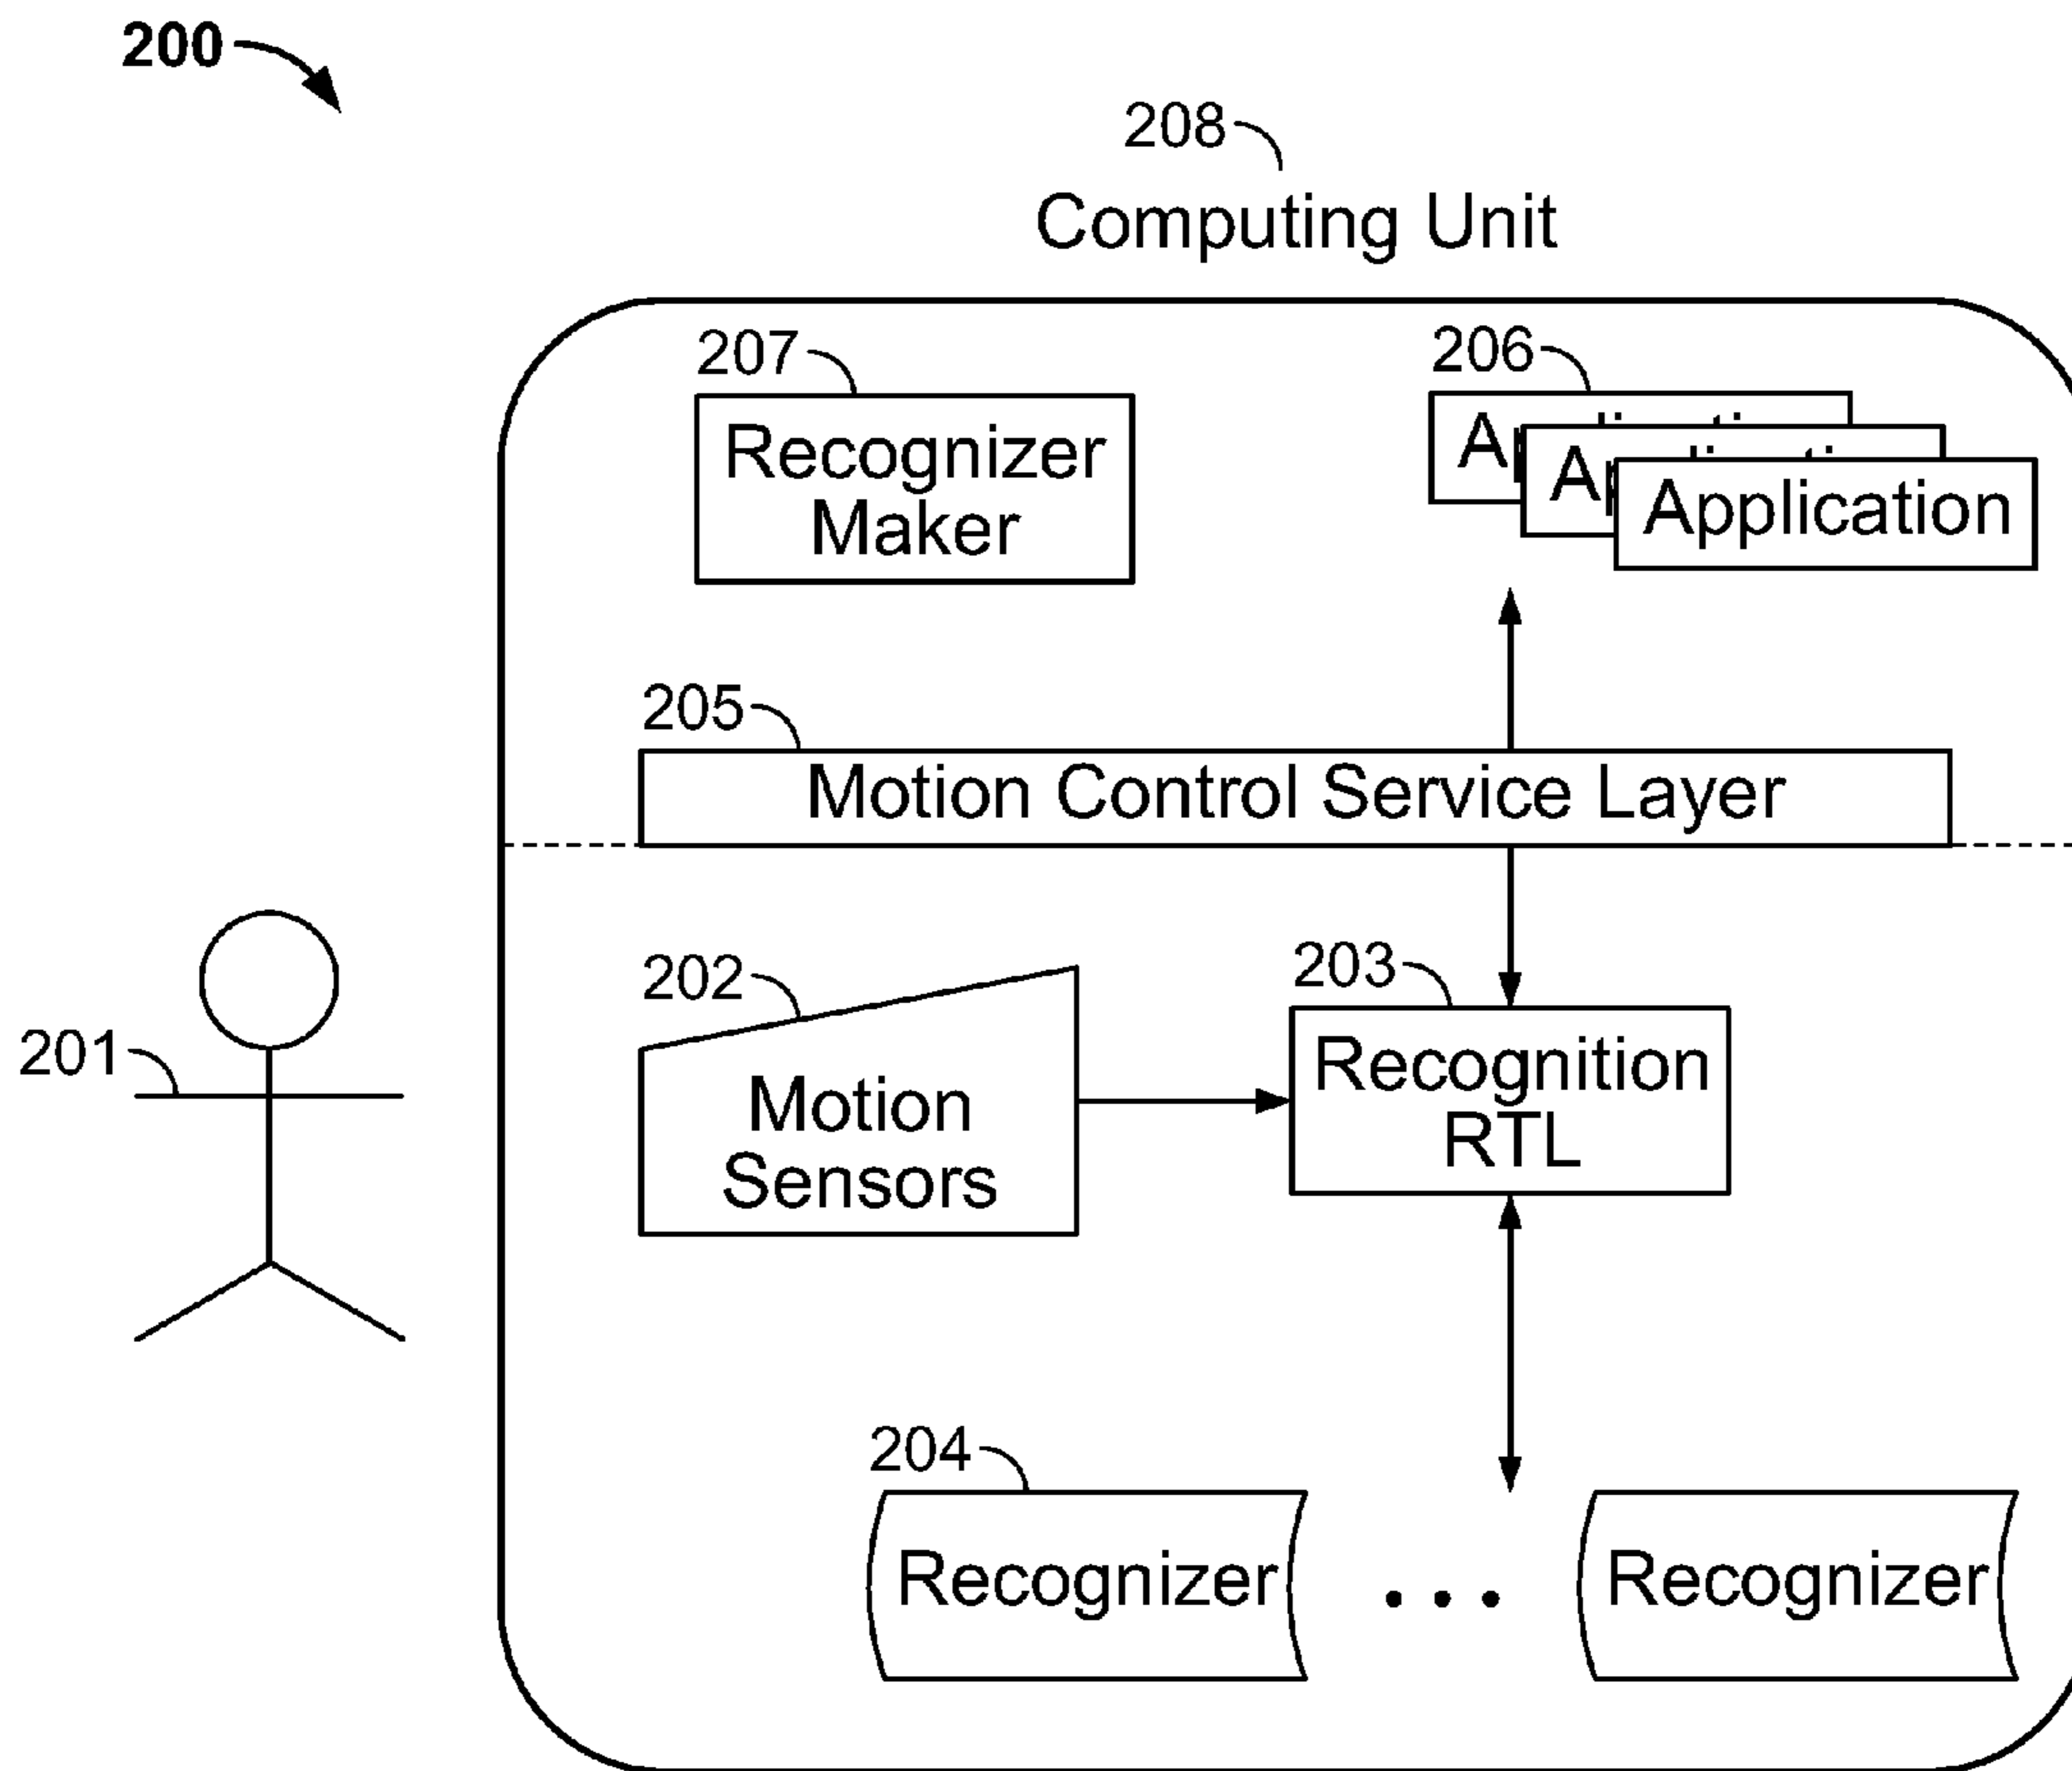 200
208
Computing Unit
207
206
Recognizer
Maker
Application
205
Motion Control Service Layer
202
203
201
Motion
Sensors
Recognition
RTL
204
Recognizer
Recognizer